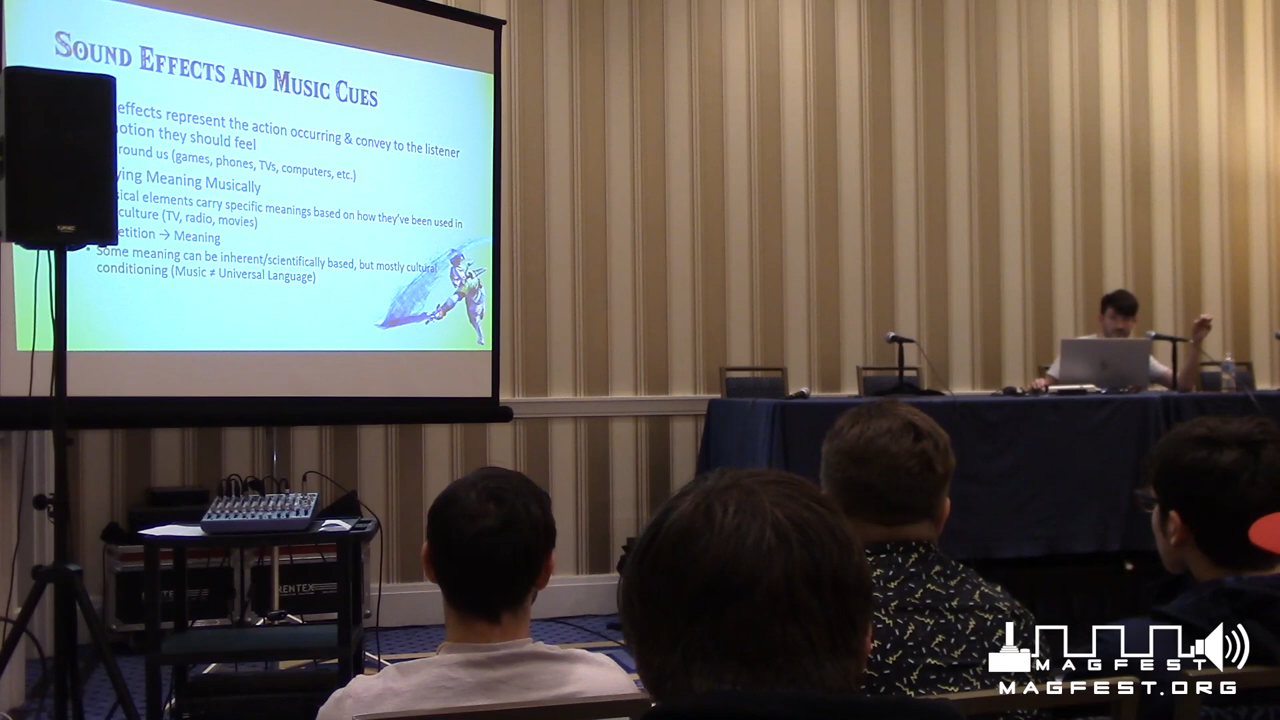 Sound Effects and Music Cues
effects represent the action occurring & convey to the listener
otion they should feel
round us (games, phones, TVs, computers, etc.)
ying Meaning Musically
sical elements carry specific meanings based on how they've been used in
culture (TV, radio, movies)
etition → Meaning
• Some meaning can be inherent/scientifically based, but mostly cultural
conditioning (Music ≠ Universal Language)
RENTEX
MAGFEST
MAGFEST.ORG